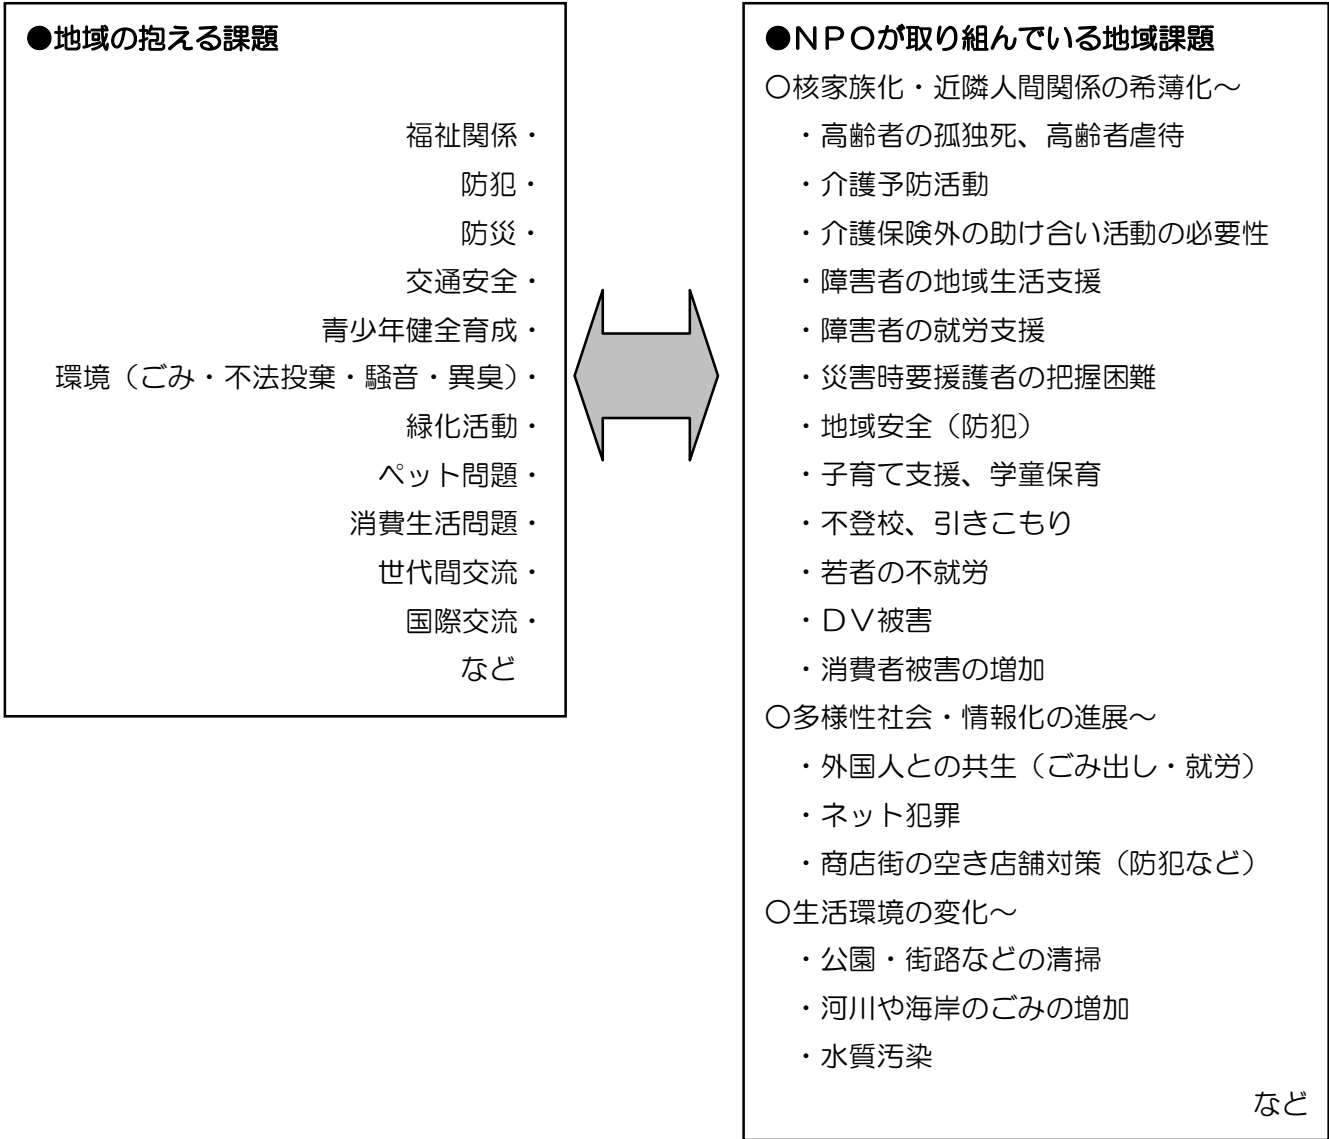 ●地域の抱える課題
福祉関係・
防犯・
防災・
交通安全・
青少年健全育成・
環境（ごみ・不法投棄・騒音・異臭）・
緑化活動・
ペット問題・
消費生活問題・
世代間交流・
国際交流・
など
●ＮＰＯが取り組んでいる地域課題
○核家族化・近隣人間関係の希薄化～
・高齢者の孤独死、高齢者虐待
・介護予防活動
・介護保険外の助け合い活動の必要性
・障害者の地域生活支援
・障害者の就労支援
・災害時要援護者の把握困難
・地域安全（防犯）
・子育て支援、学童保育
・不登校、引きこもり
・若者の不就労
・ＤＶ被害
・消費者被害の増加
○多様性社会・情報化の進展～
・外国人との共生（ごみ出し・就労）
・ネット犯罪
・商店街の空き店舗対策（防犯など）
○生活環境の変化～
・公園・街路などの清掃
・河川や海岸のごみの増加
・水質汚染
など